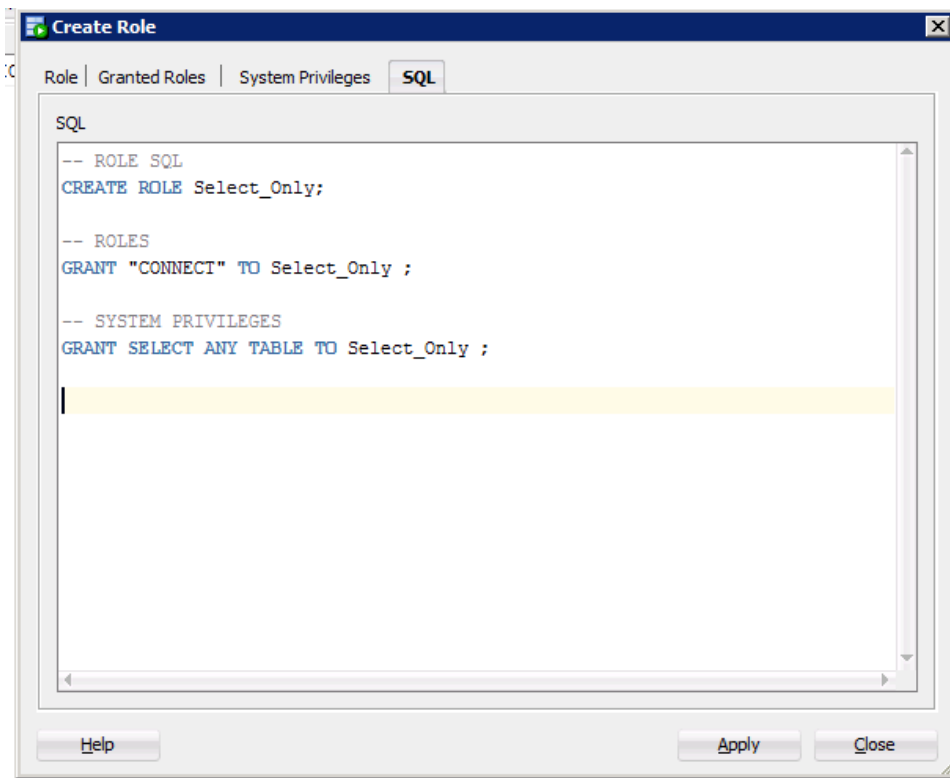 Create Role
Role Granted Roles System Privileges SQL
SQL
-- ROLE SQL
CREATE ROLE Select_Only;
-- ROLES
GRANT "CONNECT" TO Select_Only ;
-- SYSTEM PRIVILEGES
GRANT SELECT ANY TABLE TO Select_Only ;
Help Apply Close